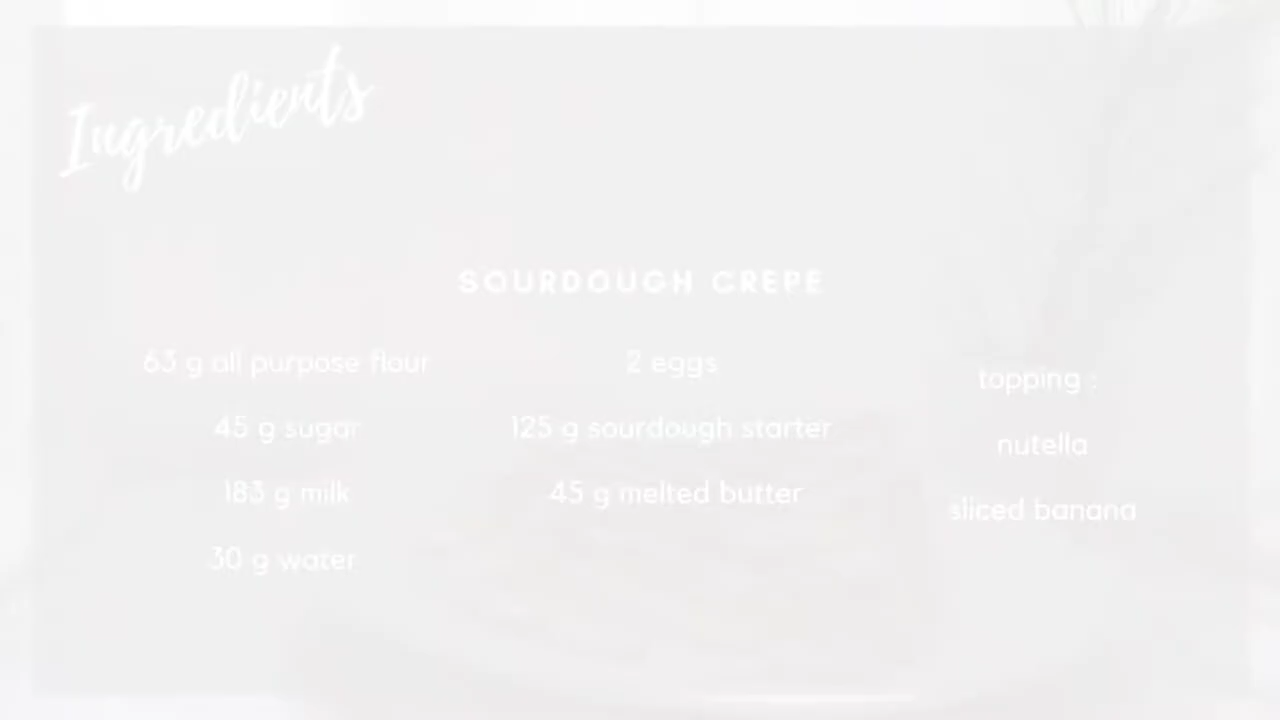 Ingredients
SOURDOUGH CREPE
63 g all purpose flour
45 g sugar
183 g milk
30 g water
2 eggs
125 g sourdough starter
45 g melted butter
topping :
nutella
sliced banana